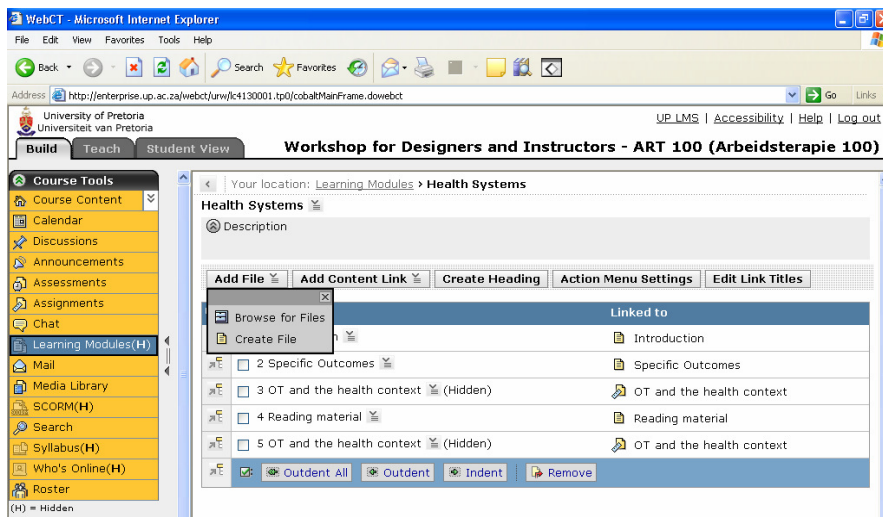 WebCT - Microsoft Internet Explorer
File Edit View Favorites Tools Help
Back Search Favorites
Address http://enterprise.up.ac.za/webct/urw/lc4130001.tp0/cobaltMainFrame.dowebct Go Links
University of Pretoria
Universiteit van Pretoria
UP LMS | Accessibility | Help | Log out
Build Teach Student View Workshop for Designers and Instructors - ART 100 (Arbeidsterapie 100)
Course Tools
Course Content
Calendar
Discussions
Announcements
Assessments
Assignments
Chat
Learning Modules(H)
Mail
Media Library
SCORM(H)
Search
Syllabus(H)
Who's Online(H)
Roster
(H) = Hidden
Your location: Learning Modules › Health Systems
Health Systems
Description
Add File Add Content Link Create Heading Action Menu Settings Edit Link Titles
Browse for Files
Create File
Linked to
Introduction
2 Specific Outcomes Specific Outcomes
3 OT and the health context (Hidden) OT and the health context
4 Reading material Reading material
5 OT and the health context (Hidden) OT and the health context
Outdent All Outdent Indent Remove